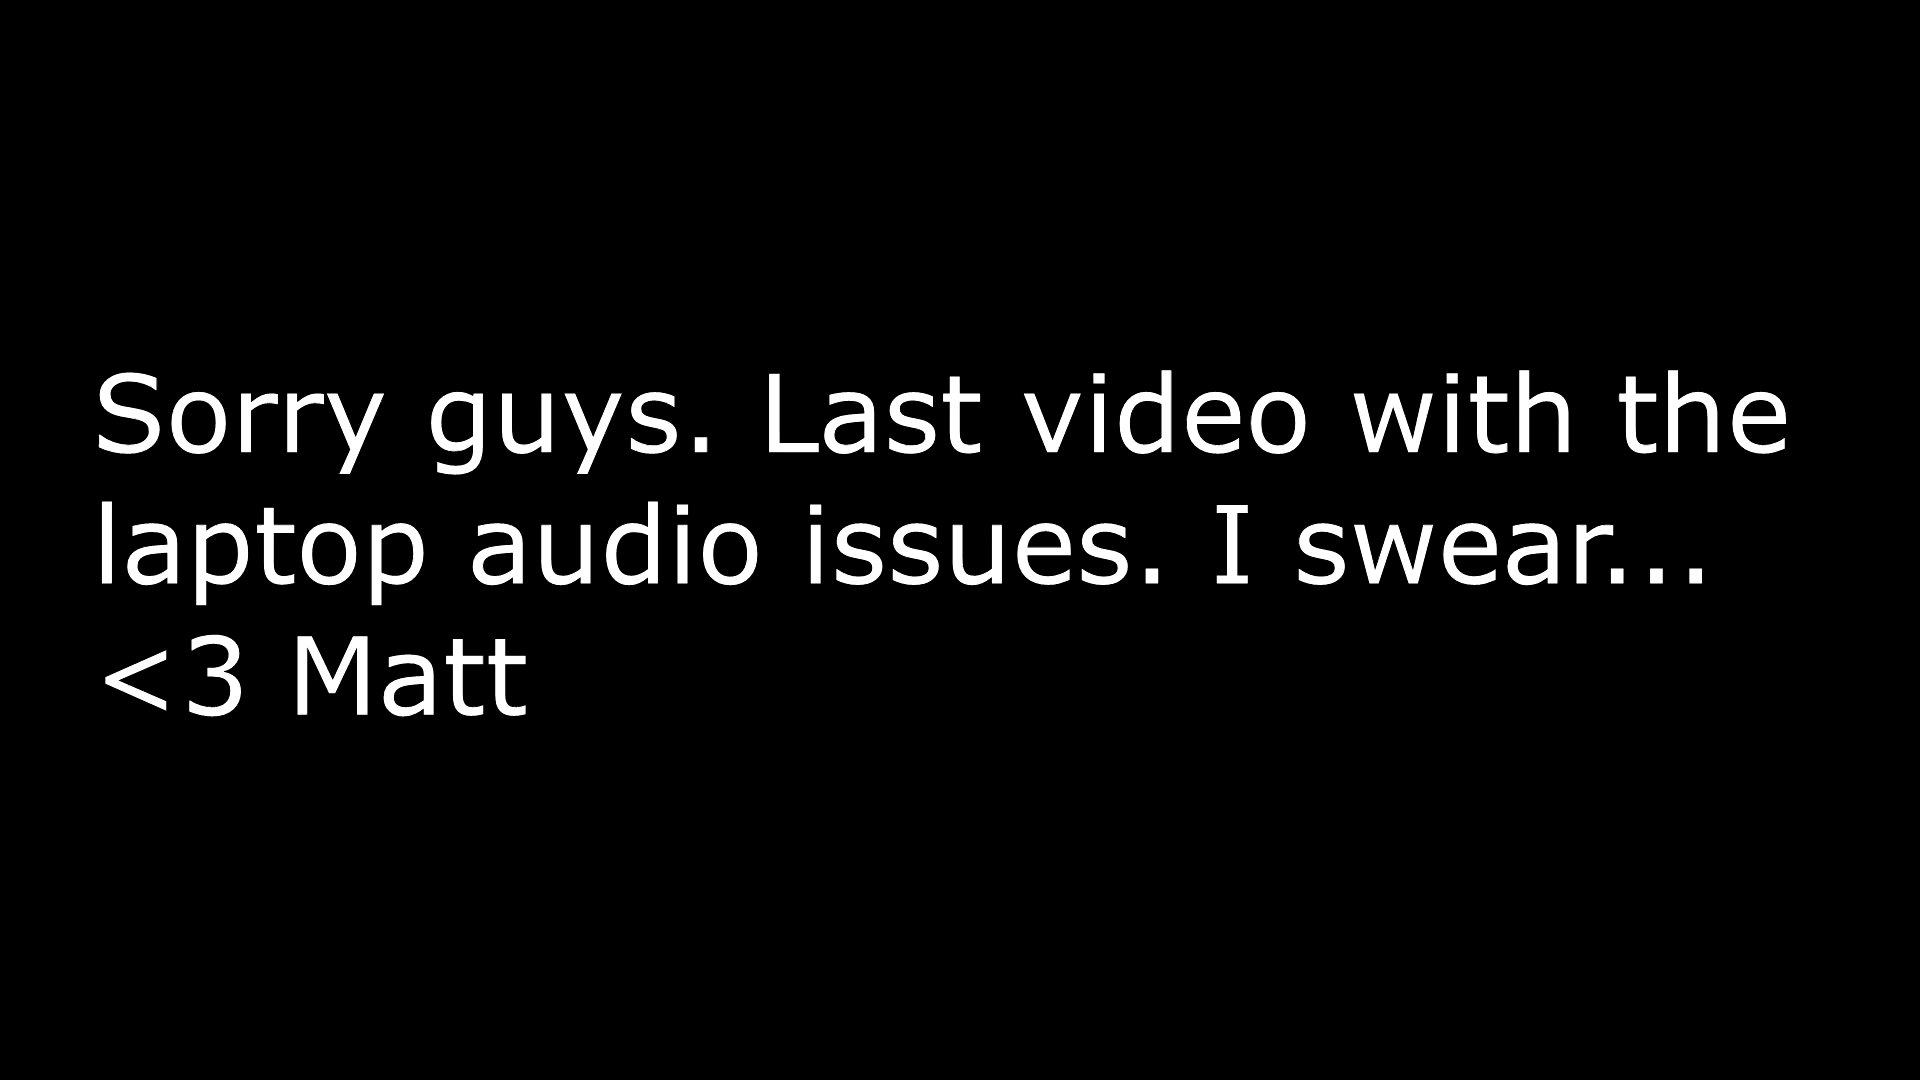 Sorry guys. Last video with the
laptop audio issues. I swear...
<3 Matt